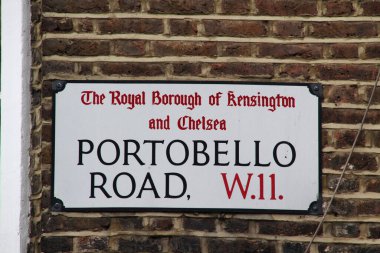 The Royal Borough of Kensington
and Chelsea
PORTOBELLO
ROAD, W.11.